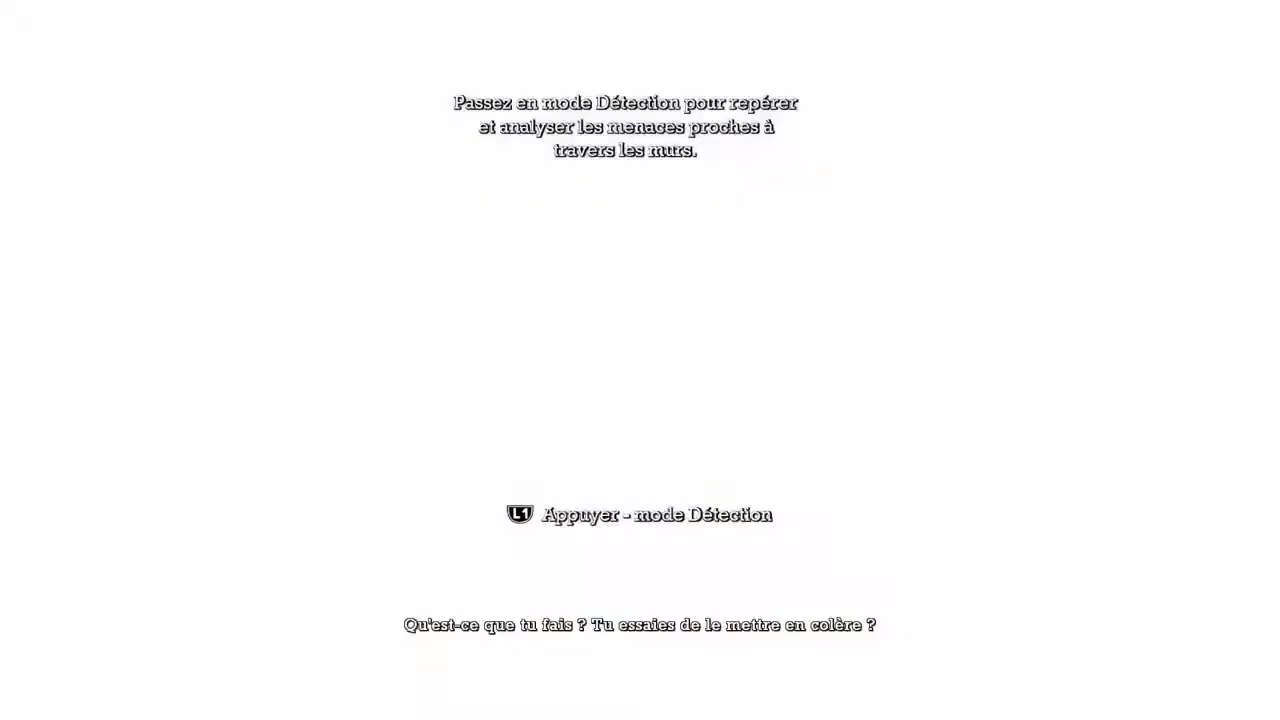 Passez en mode Détection pour repérer
et analyser les menaces proches à
travers les murs.
L1 Appuyer - mode Détection
Qu'est-ce que tu fais ? Tu essaies de le mettre en colère ?